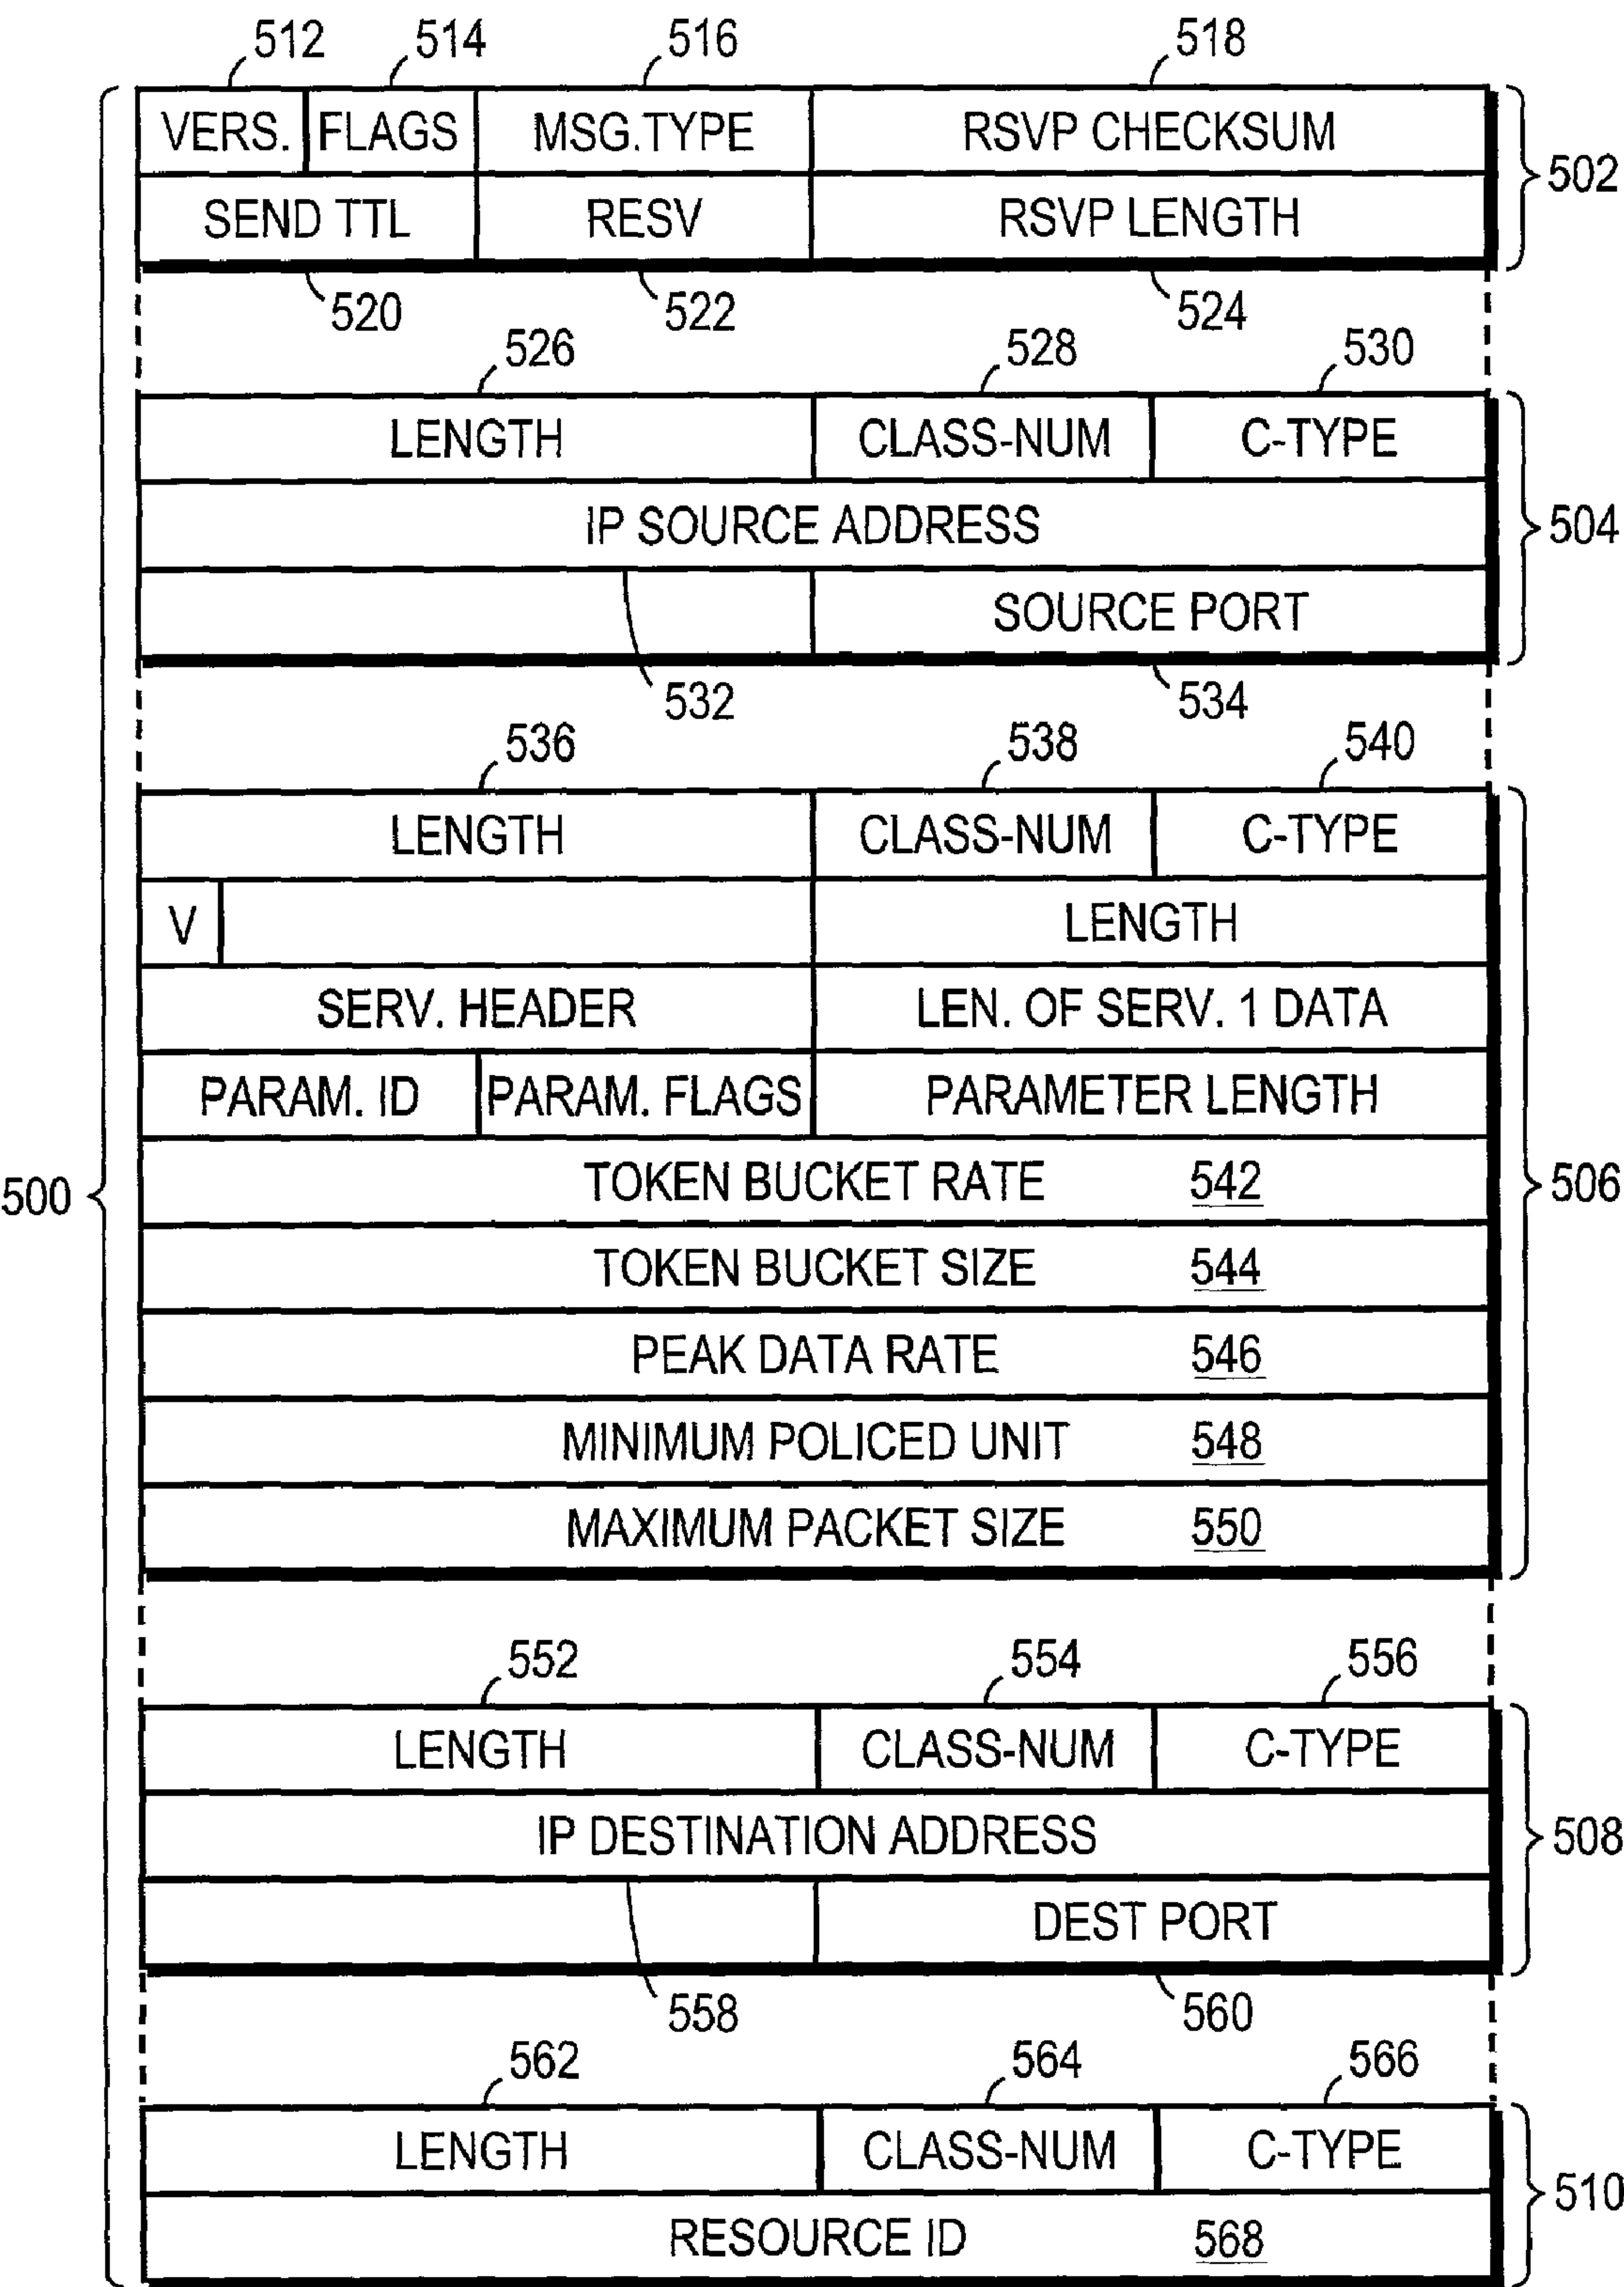 512 514 516 518
VERS. FLAGS MSG.TYPE RSVP CHECKSUM
502
SEND TTL RESV RSVP LENGTH
520 522 524
526 528 530
LENGTH CLASS-NUM C-TYPE
IP SOURCE ADDRESS
504
SOURCE PORT
532 534
536 538 540
LENGTH CLASS-NUM C-TYPE
V LENGTH
SERV. HEADER LEN. OF SERV. 1 DATA
PARAM. ID PARAM. FLAGS PARAMETER LENGTH
500 TOKEN BUCKET RATE 542 506
TOKEN BUCKET SIZE 544
PEAK DATA RATE 546
MINIMUM POLICED UNIT 548
MAXIMUM PACKET SIZE 550
552 554 556
LENGTH CLASS-NUM C-TYPE
IP DESTINATION ADDRESS 508
DEST PORT
558 560
562 564 566
LENGTH CLASS-NUM C-TYPE
510
RESOURCE ID 568